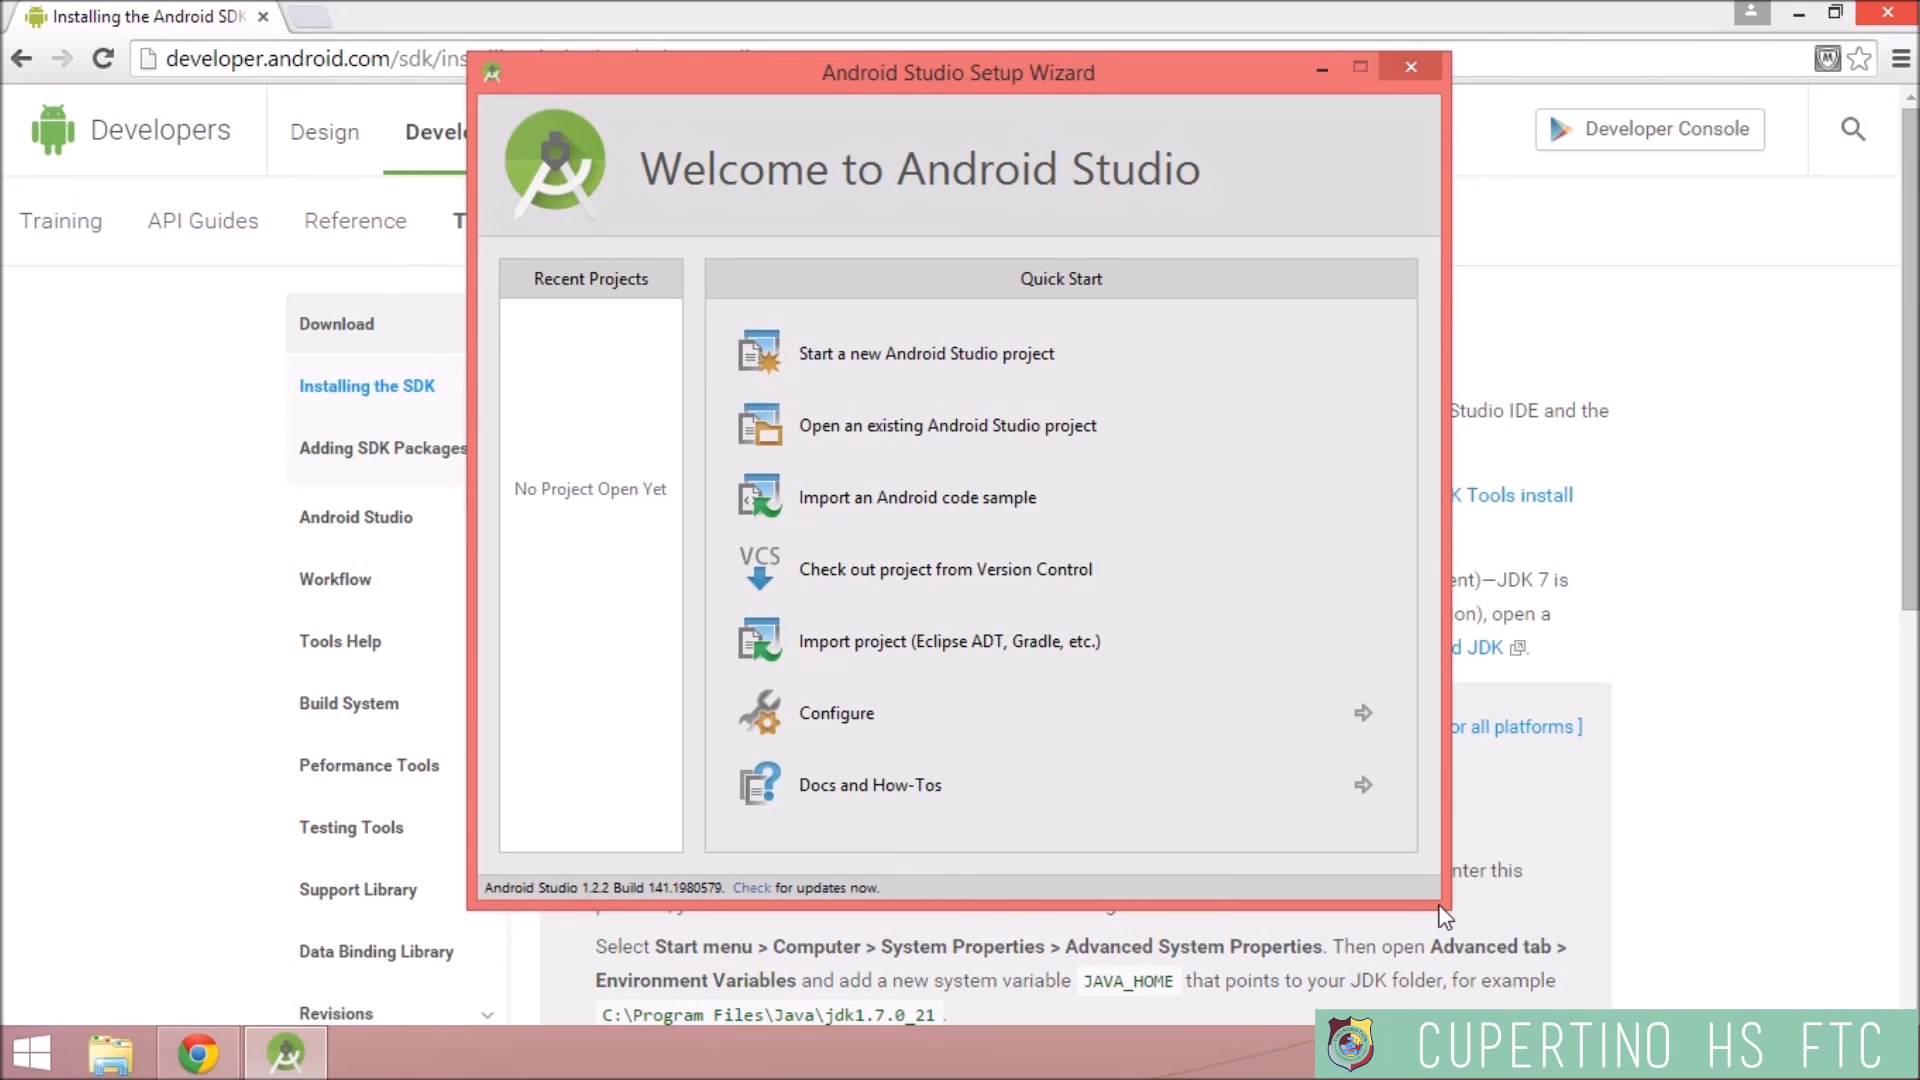 Installing the Android SDK
developer.android.com/sdk/ins
Android Studio Setup Wizard
Developers
Design
Develo
Developer Console
Welcome to Android Studio
Training
API Guides
Reference
T
Recent Projects
Quick Start
Download
Start a new Android Studio project
Installing the SDK
Studio IDE and the
Open an existing Android Studio project
Adding SDK Packages
No Project Open Yet
Import an Android code sample
K Tools install
Android Studio
VCS
Check out project from Version Control
Workflow
ent)—JDK 7 is
on), open a
Tools Help
Import project (Eclipse ADT, Gradle, etc.)
d JDK
Build System
Configure
or all platforms ]
Peformance Tools
Docs and How-Tos
Testing Tools
Support Library
Android Studio 1.2.2 Build 141.1980579. Check for updates now.
nter this
Data Binding Library
Select Start menu > Computer > System Properties > Advanced System Properties. Then open Advanced tab >
Environment Variables and add a new system variable JAVA_HOME that points to your JDK folder, for example
C:\Program Files\Java\jdk1.7.0_21 .
Revisions
CUPERTINO HS FTC